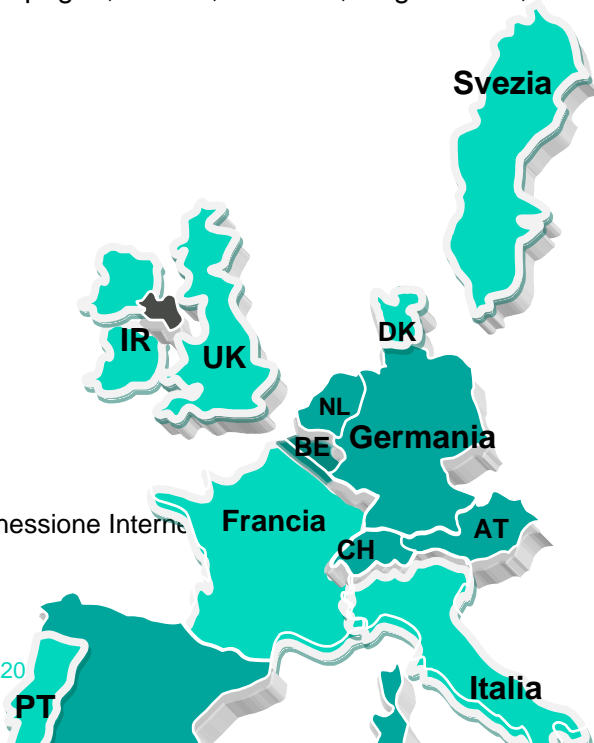 Svezia
DK
IR
UK
NL
BE
Germania
nessione Interne
Francia
AT
CH
20
Italia
PT